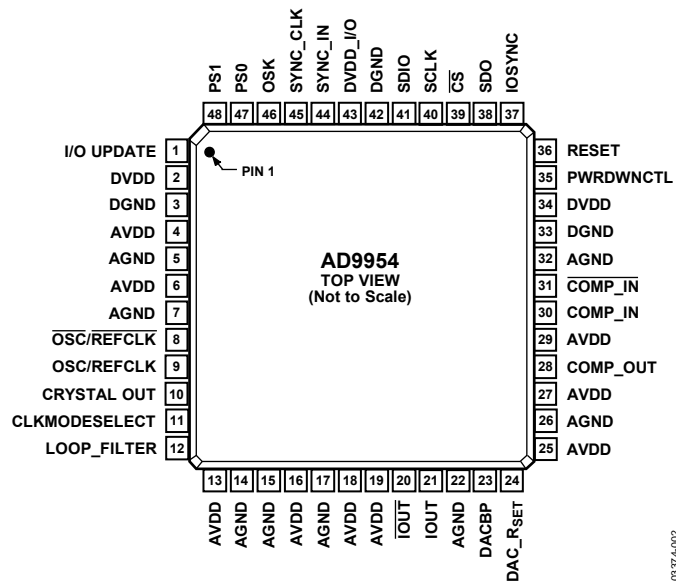 PS1 PS0 OSK SYNC_CLK SYNC_IN DVDD_I/O DGND SDIO SCLK C̅S̅ SDO IOSYNC
48 47 46 45 44 43 42 41 40 39 38 37
I/O UPDATE 1
DVDD 2
DGND 3
AVDD 4
AGND 5
AVDD 6
AGND 7
O̅S̅C̅/R̅E̅F̅C̅L̅K̅ 8
OSC/REFCLK 9
CRYSTAL OUT 10
CLKMODESELECT 11
LOOP_FILTER 12
PIN 1
AD9954
TOP VIEW
(Not to Scale)
36 RESET
35 PWRDWNCTL
34 DVDD
33 DGND
32 AGND
31 C̅O̅M̅P̅_̅I̅N̅
30 COMP_IN
29 AVDD
28 COMP_OUT
27 AVDD
26 AGND
25 AVDD
13 14 15 16 17 18 19 20 21 22 23 24
AVDD AGND AGND AVDD AGND AVDD AVDD I̅O̅U̅T̅ IOUT AGND DACBP DAC_RSET
03374-002